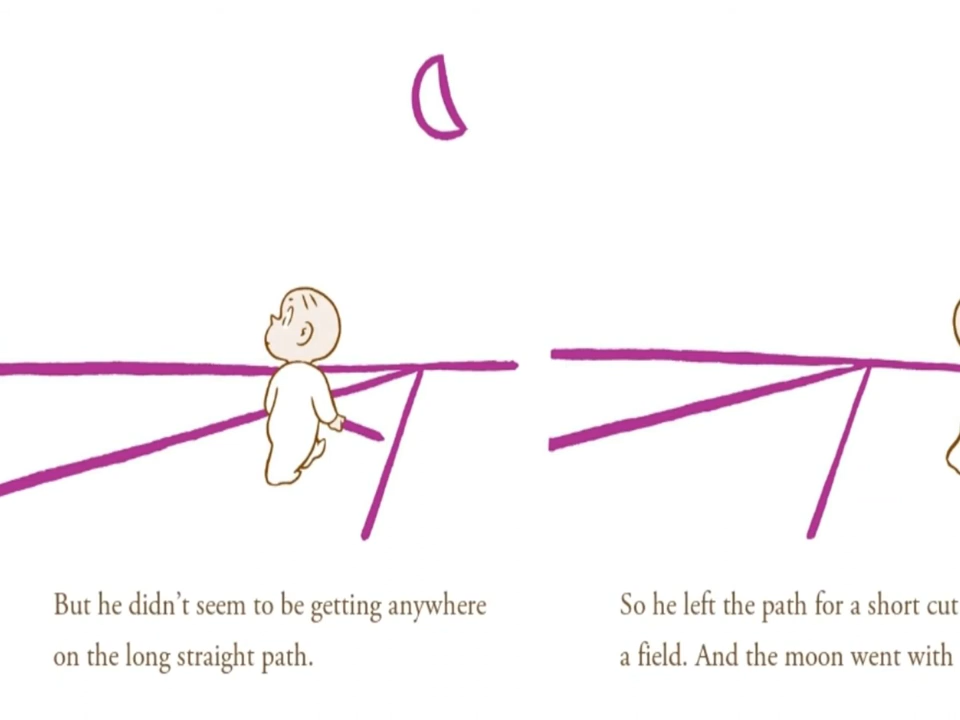 But he didn't seem to be getting anywhere
on the long straight path.
So he left the path for a short cut
a field. And the moon went with